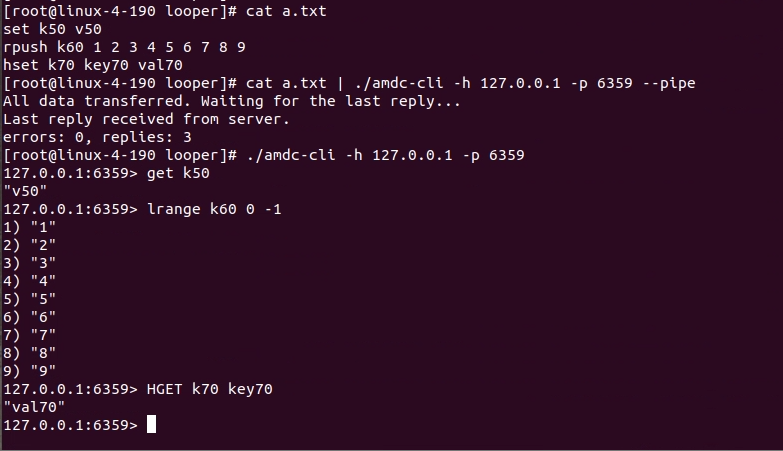 [root@linux-4-190 looper]# cat a.txt
set k50 v50
rpush k60 1 2 3 4 5 6 7 8 9
hset k70 key70 val70
[root@linux-4-190 looper]# cat a.txt | ./amdc-cli -h 127.0.0.1 -p 6359 --pipe
All data transferred. Waiting for the last reply...
Last reply received from server.
errors: 0, replies: 3
[root@linux-4-190 looper]# ./amdc-cli -h 127.0.0.1 -p 6359
127.0.0.1:6359> get k50
"v50"
127.0.0.1:6359> lrange k60 0 -1
1) "1"
2) "2"
3) "3"
4) "4"
5) "5"
6) "6"
7) "7"
8) "8"
9) "9"
127.0.0.1:6359> HGET k70 key70
"val70"
127.0.0.1:6359>